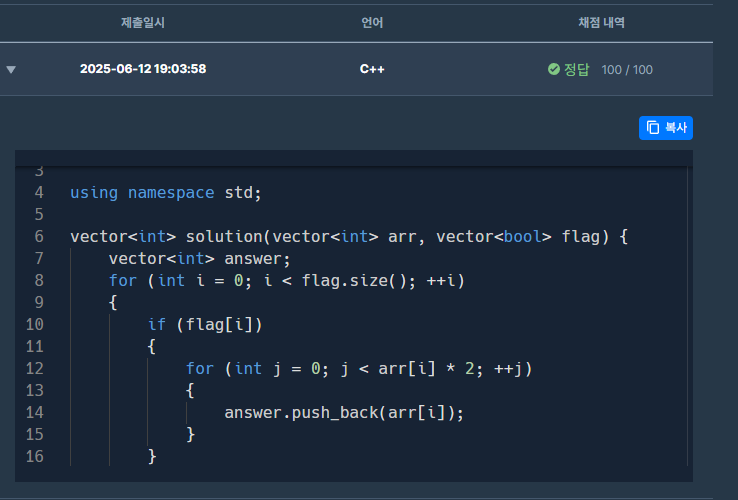 제출일시 언어 채점 내역
2025-06-12 19:03:58 C++ 정답 100 / 100
복사
3
4 using namespace std;
5
6 vector<int> solution(vector<int> arr, vector<bool> flag) {
7 vector<int> answer;
8 for (int i = 0; i < flag.size(); ++i)
9 {
10 if (flag[i])
11 {
12 for (int j = 0; j < arr[i] * 2; ++j)
13 {
14 answer.push_back(arr[i]);
15 }
16 }